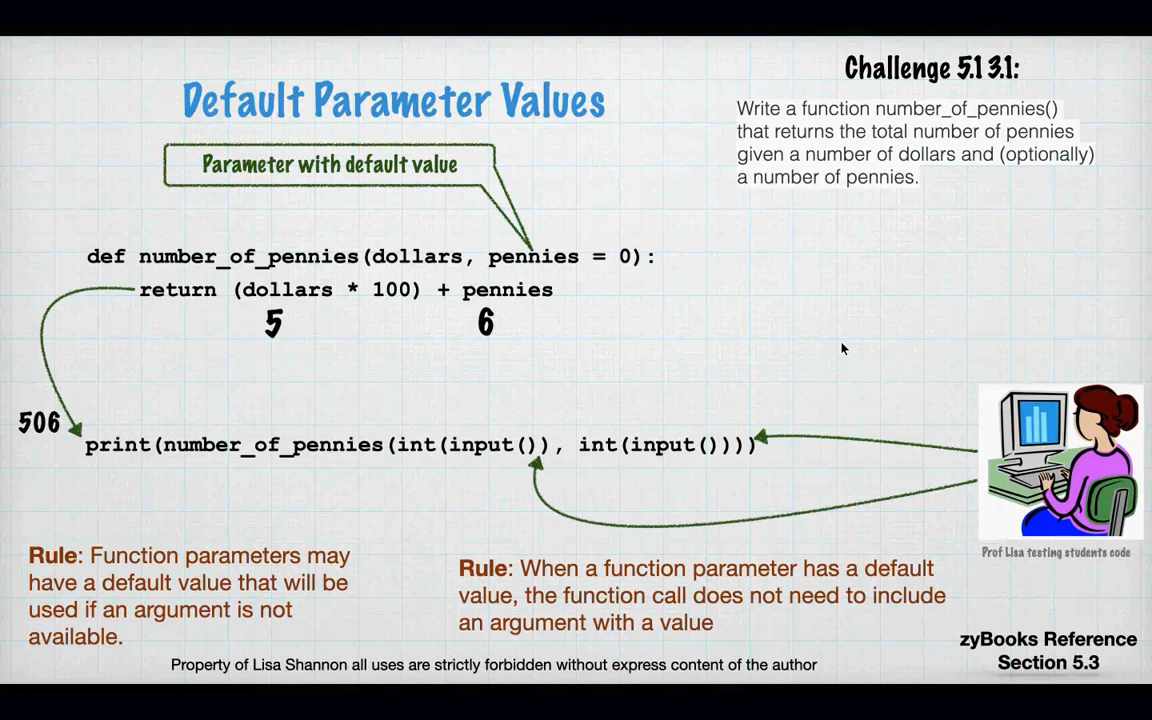 Challenge 5.13.1:
Default Parameter Values
Write a function number_of_pennies()
that returns the total number of pennies
given a number of dollars and (optionally)
a number of pennies.
Parameter with default value
def number_of_pennies(dollars, pennies = 0):
return (dollars * 100) + pennies
5 6
506
print(number_of_pennies(int(input()), int(input())))
Prof Lisa testing students code
Rule: Function parameters may
have a default value that will be
used if an argument is not
available.
Rule: When a function parameter has a default
value, the function call does not need to include
an argument with a value
zyBooks Reference
Section 5.3
Property of Lisa Shannon all uses are strictly forbidden without express content of the author